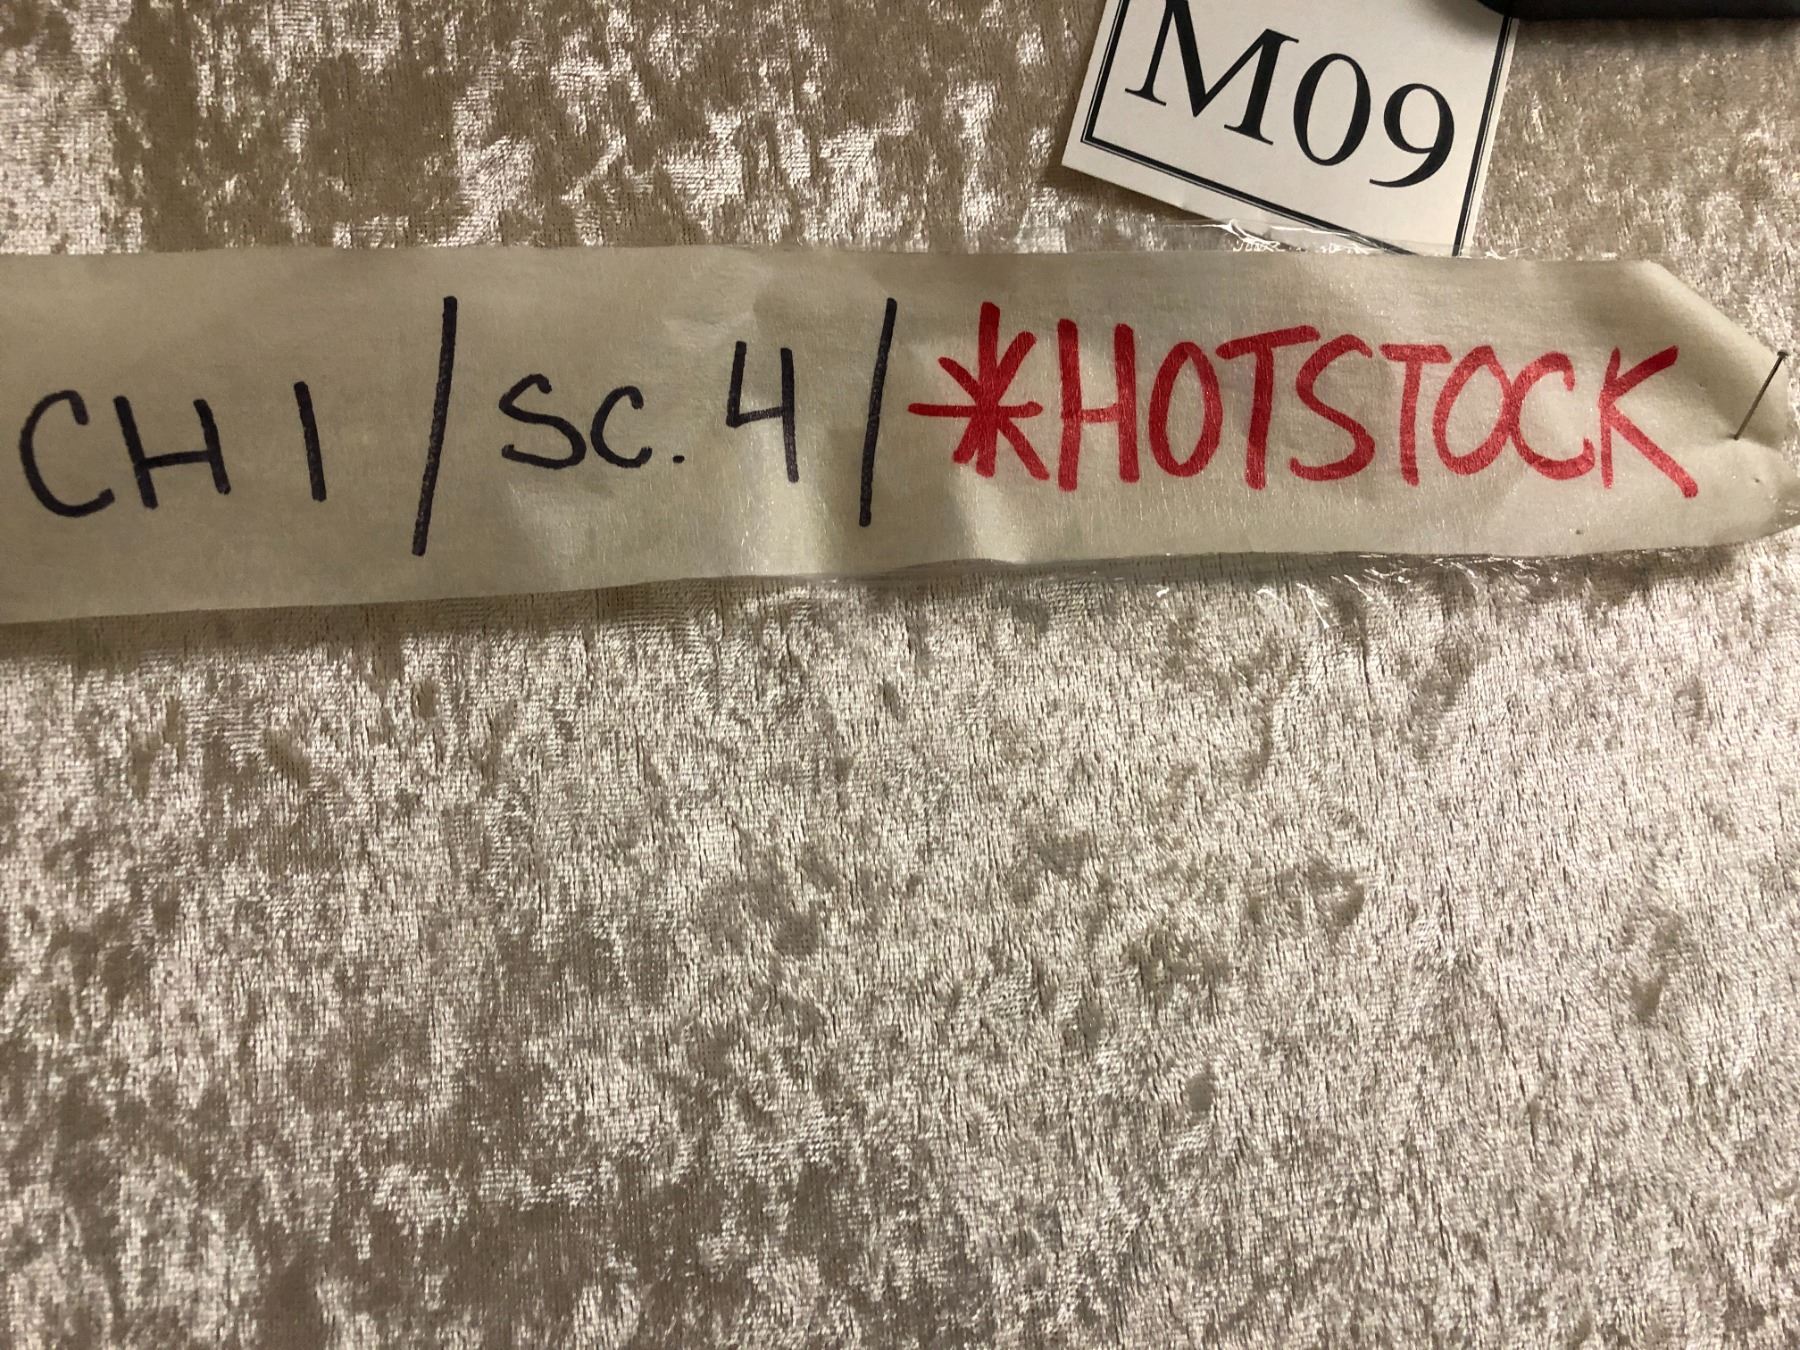 M09
CH 1 / SC. 4 / *HOTSTOCK